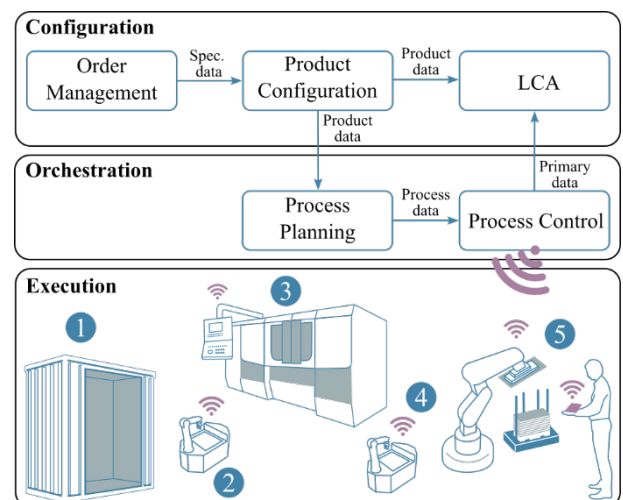 Configuration
Order
Management
Spec.
data
Product
Configuration
Product
data
LCA
Product
data
Primary
data
Orchestration
Process
Planning
Process
data
Process Control
Execution
1
2
3
4
5